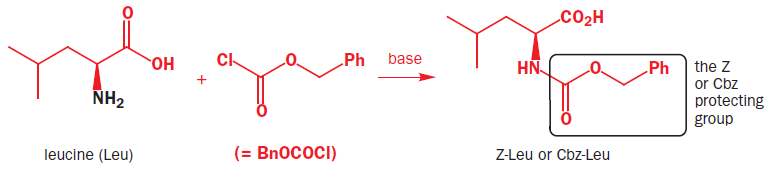 O
OH
NH2
leucine (Leu)
+
Cl
O
Ph
O
(= BnOCOCl)
base
CO2H
HN
O
Ph
O
Z-Leu or Cbz-Leu
the Z
or Cbz
protecting
group